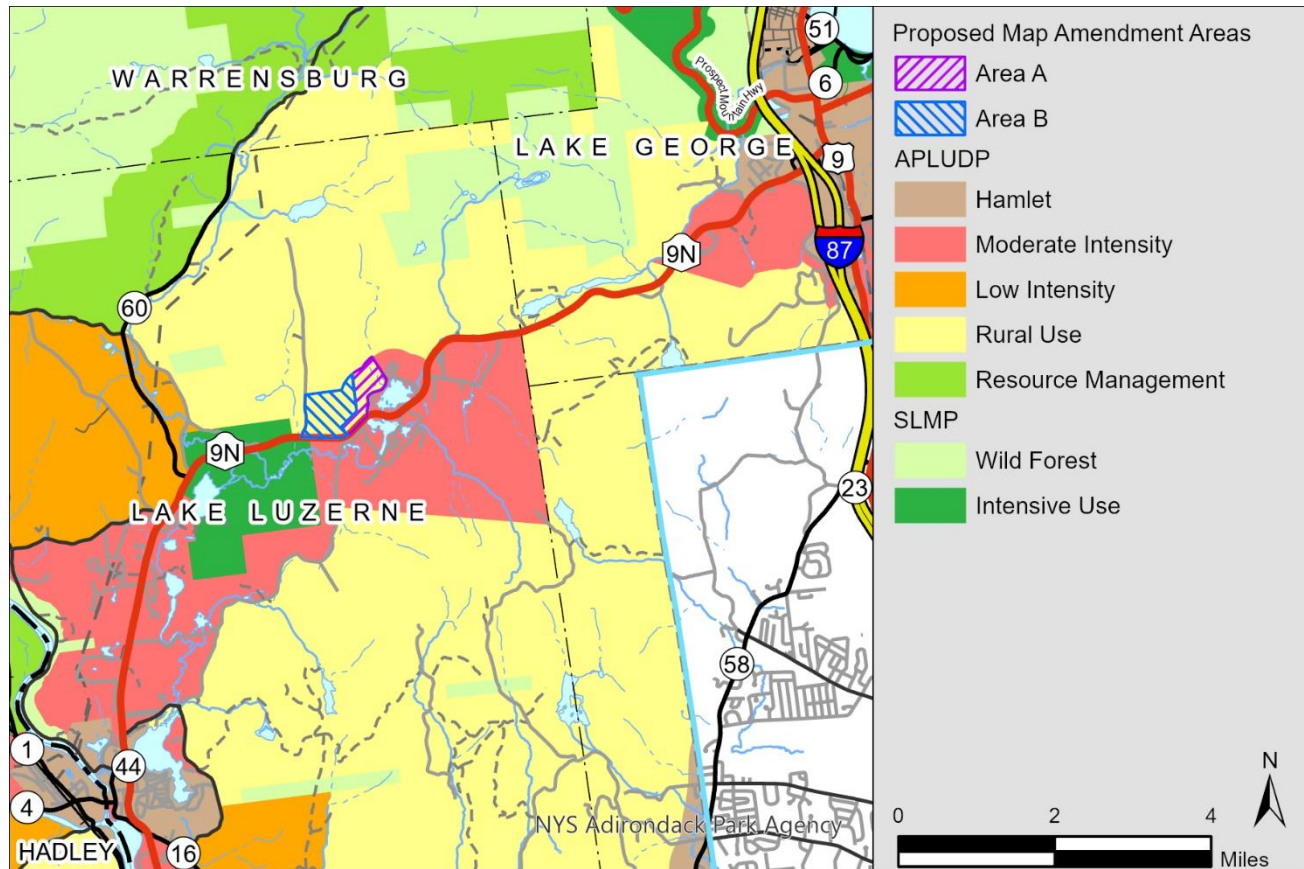 WARRENSBURG
LAKE GEORGE
Prospect Mountain Hwy
51
6
9
9N
87
60
9N
LAKE LUZERNE
23
58
1
44
4
HADLEY
16
NYS Adirondack Park Agency
Proposed Map Amendment Areas
Area A
Area B
APLUDP
Hamlet
Moderate Intensity
Low Intensity
Rural Use
Resource Management
SLMP
Wild Forest
Intensive Use
N
0 2 4
Miles